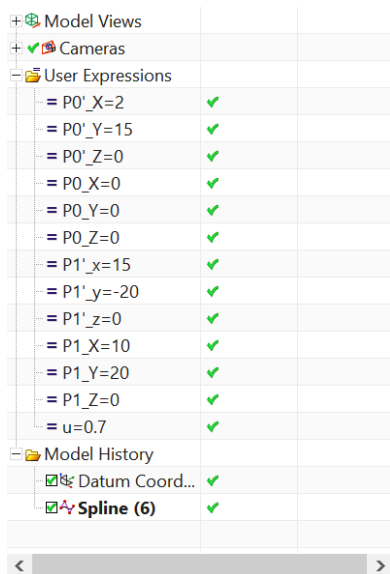 Model Views
Cameras
User Expressions
= P0'_X=2
= P0'_Y=15
= P0'_Z=0
= P0_X=0
= P0_Y=0
= P0_Z=0
= P1'_x=15
= P1'_y=-20
= P1'_z=0
= P1_X=10
= P1_Y=20
= P1_Z=0
= u=0.7
Model History
Datum Coord...
Spline (6)